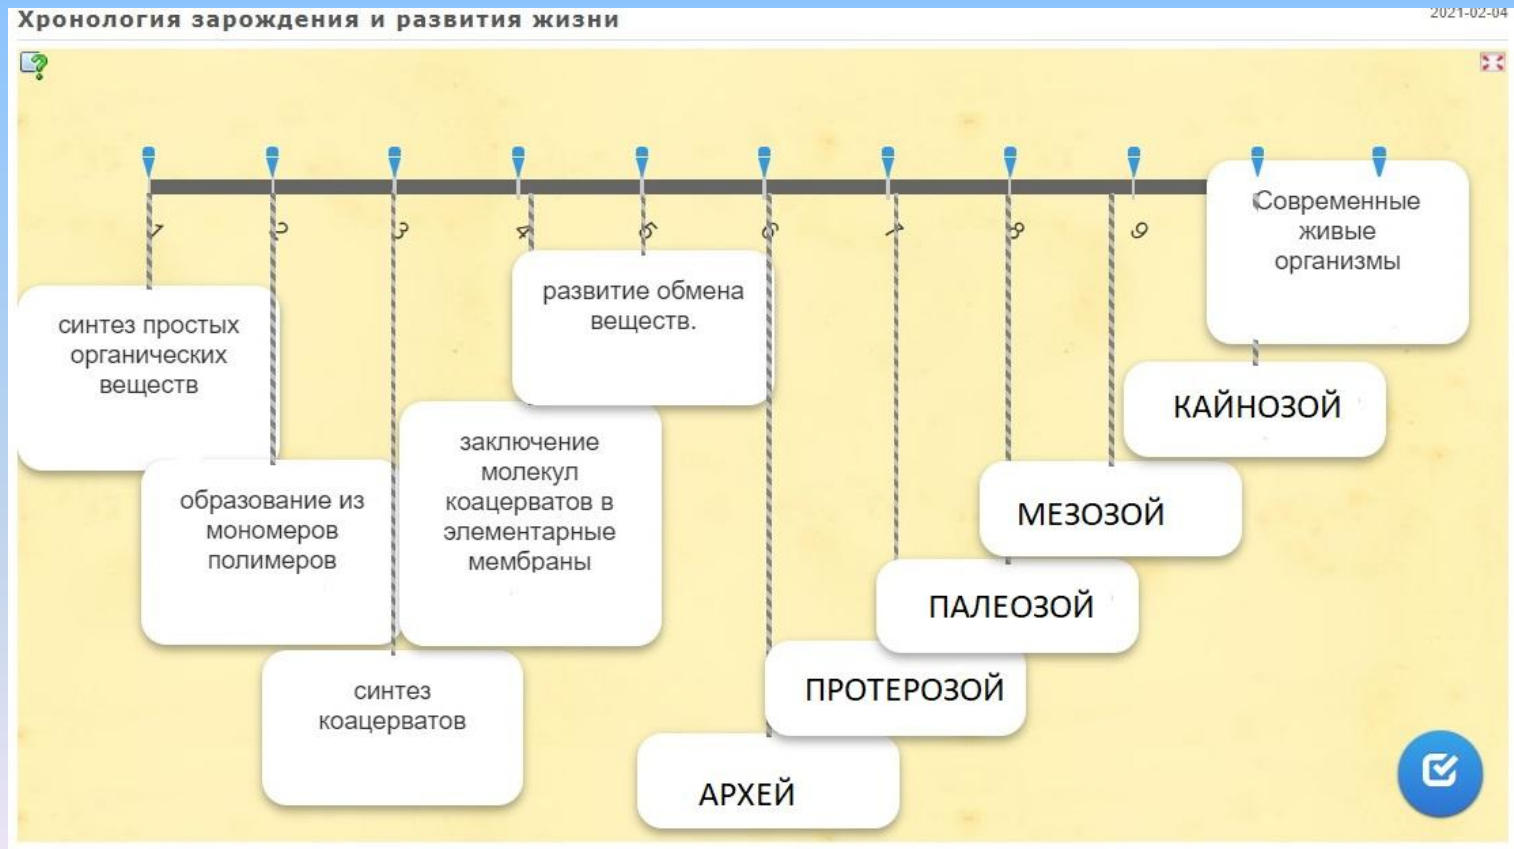 Хронология зарождения и развития жизни
2021-02-04
1
2
3
4
5
6
7
8
9
Современные
живые
организмы
развитие обмена
веществ.
синтез простых
органических
веществ
КАЙНОЗОЙ
заключение
молекул
коацерватов в
элементарные
мембраны
образование из
мономеров
полимеров
МЕЗОЗОЙ
ПАЛЕОЗОЙ
синтез
коацерватов
ПРОТЕРОЗОЙ
АРХЕЙ